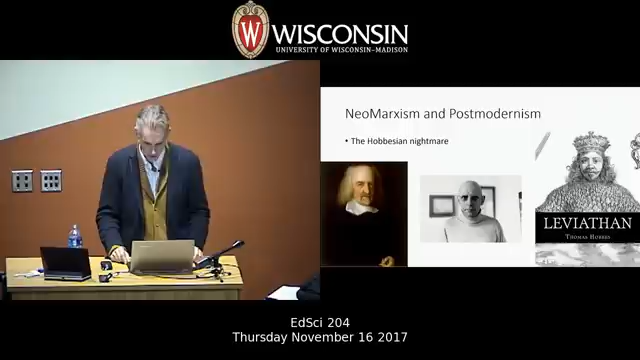 W
WISCONSIN
UNIVERSITY OF WISCONSIN–MADISON
NeoMarxism and Postmodernism
• The Hobbesian nightmare
LEVIATHAN
THOMAS HOBBES
EdSci 204
Thursday November 16 2017